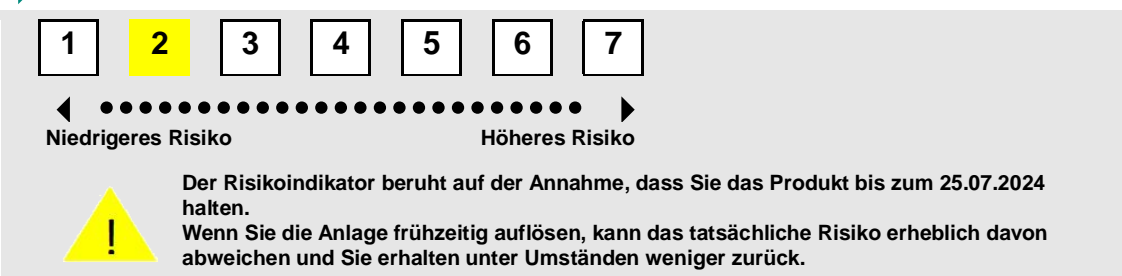 1 2 3 4 5 6 7
Niedrigeres Risiko Höheres Risiko
Der Risikoindikator beruht auf der Annahme, dass Sie das Produkt bis zum 25.07.2024
halten.
Wenn Sie die Anlage frühzeitig auflösen, kann das tatsächliche Risiko erheblich davon
! abweichen und Sie erhalten unter Umständen weniger zurück.